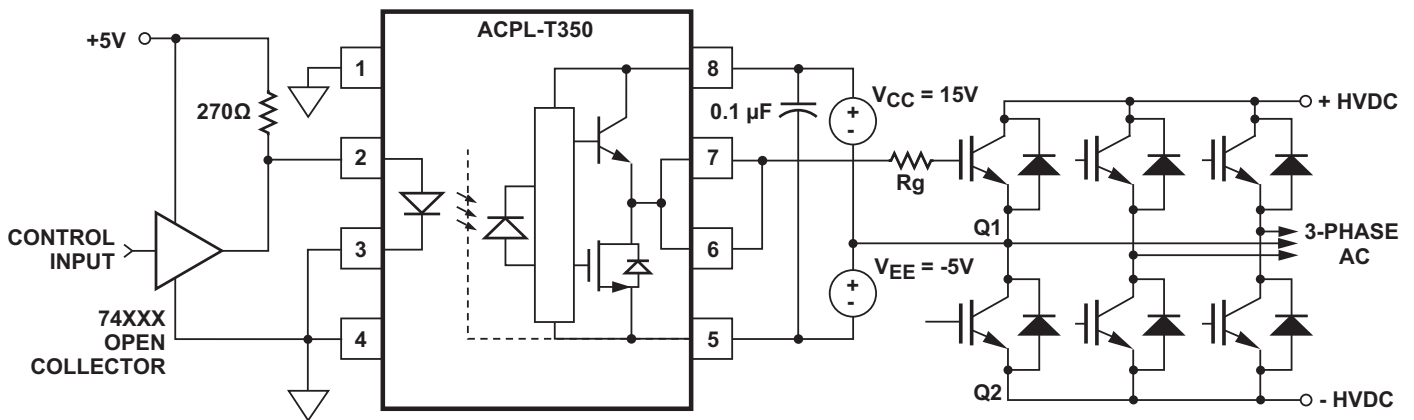 ACPL-T350
+5V
270Ω
1
2
3
4
CONTROL
INPUT
74XXX
OPEN
COLLECTOR
8
7
6
5
0.1 µF
VCC = 15V
+
-
VEE = -5V
+
-
Rg
Q1
Q2
+ HVDC
3-PHASE
AC
- HVDC